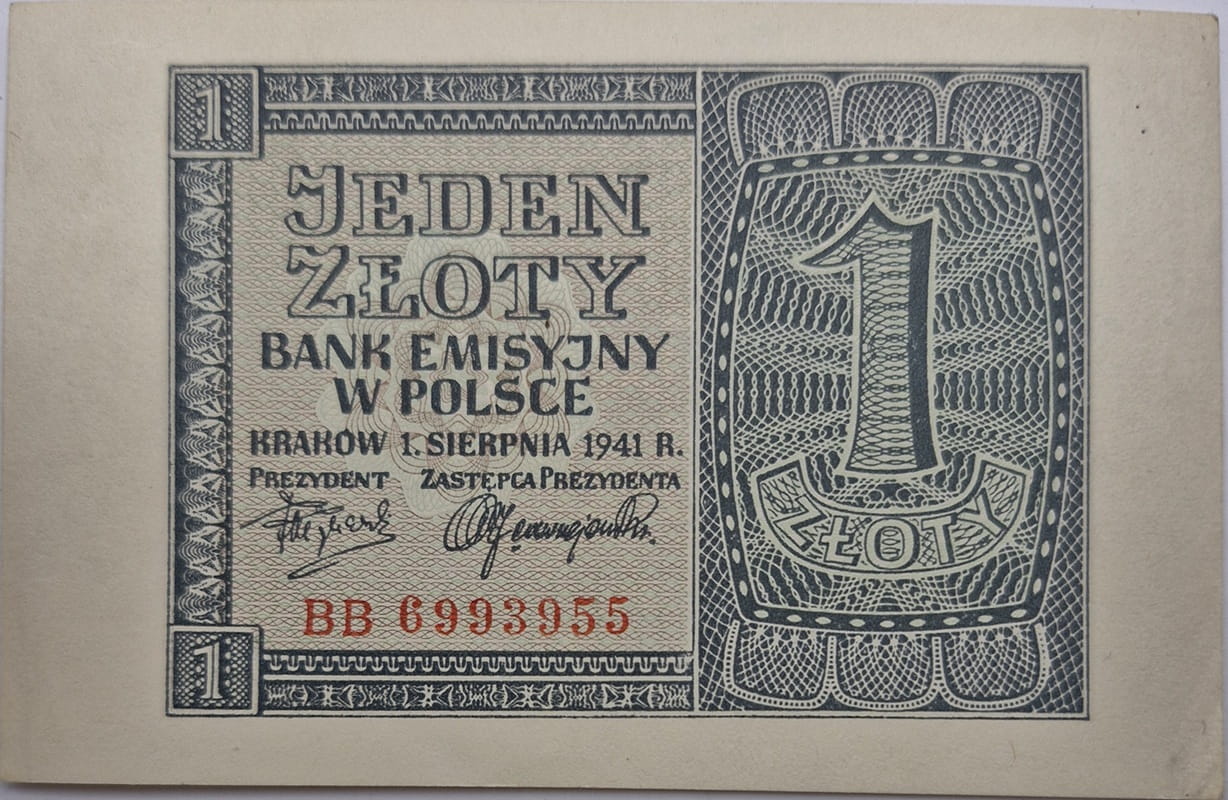 1
JEDEN
ZŁOTY
BANK EMISYJNY
W POLSCE
KRAKÓW 1. SIERPNIA 1941 R.
PREZYDENT ZASTĘPCA PREZYDENTA
BB 6993955
1
1
ZŁOTY